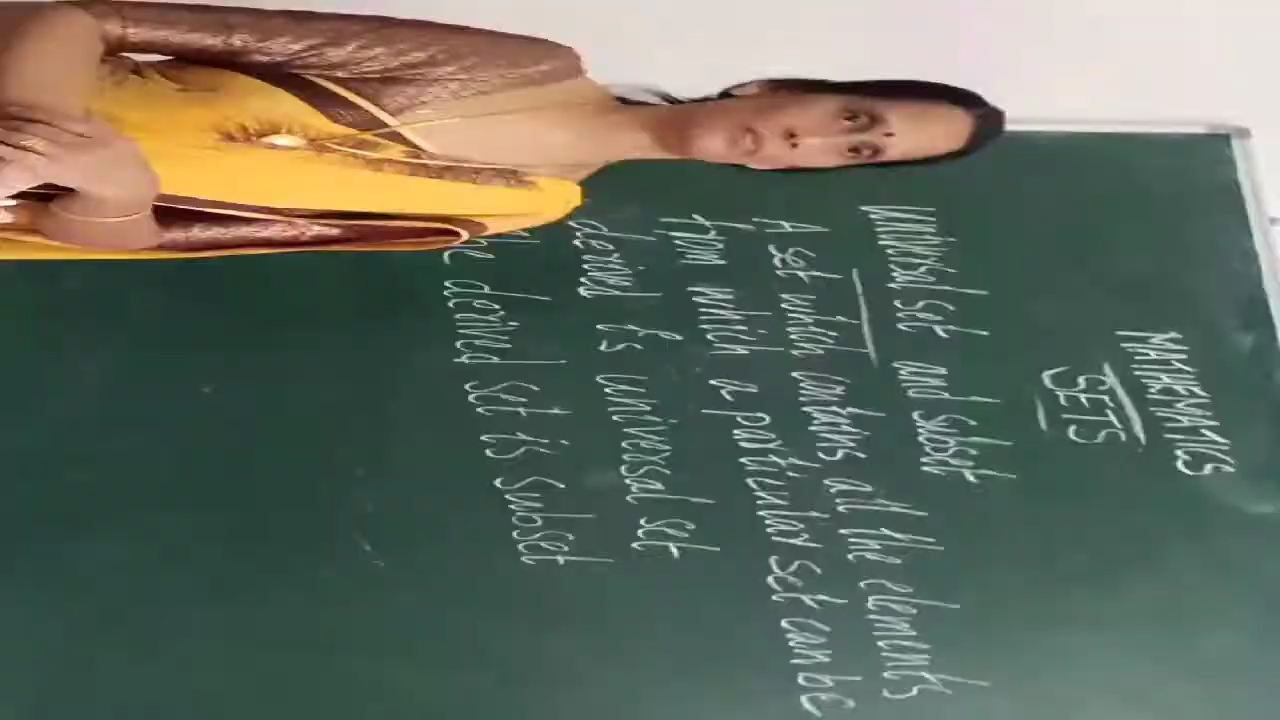 MATHEMATICS
SETS
Universal set and subset
A set which contains all the elements
from which a particular set can be
derived is universal set
The derived set is subset